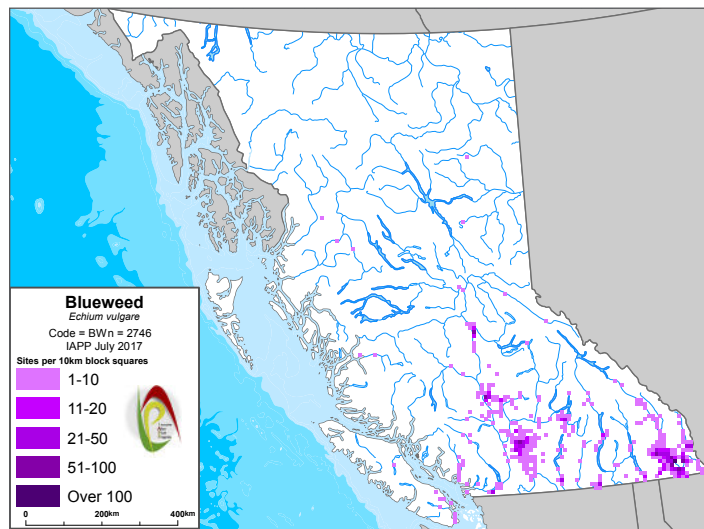 Blueweed
Echium vulgare
Code = BWn = 2746
IAPP July 2017
Sites per 10km block squares
1-10
11-20
21-50
51-100
Over 100
0 200km 400km